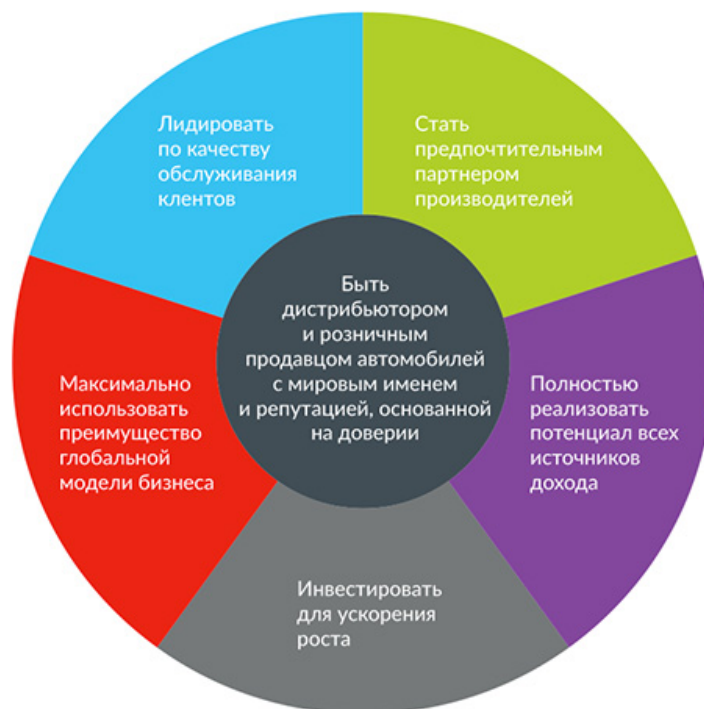 Лидировать
по качеству
обслуживания
клентов
Стать
предпочтительным
партнером
производителей
Быть
дистрибьютором
и розничным
продавцом автомобилей
с мировым именем
и репутацией, основанной
на доверии
Максимально
использовать
преимущество
глобальной
модели бизнеса
Полностью
реализовать
потенциал всех
источников
дохода
Инвестировать
для ускорения
роста